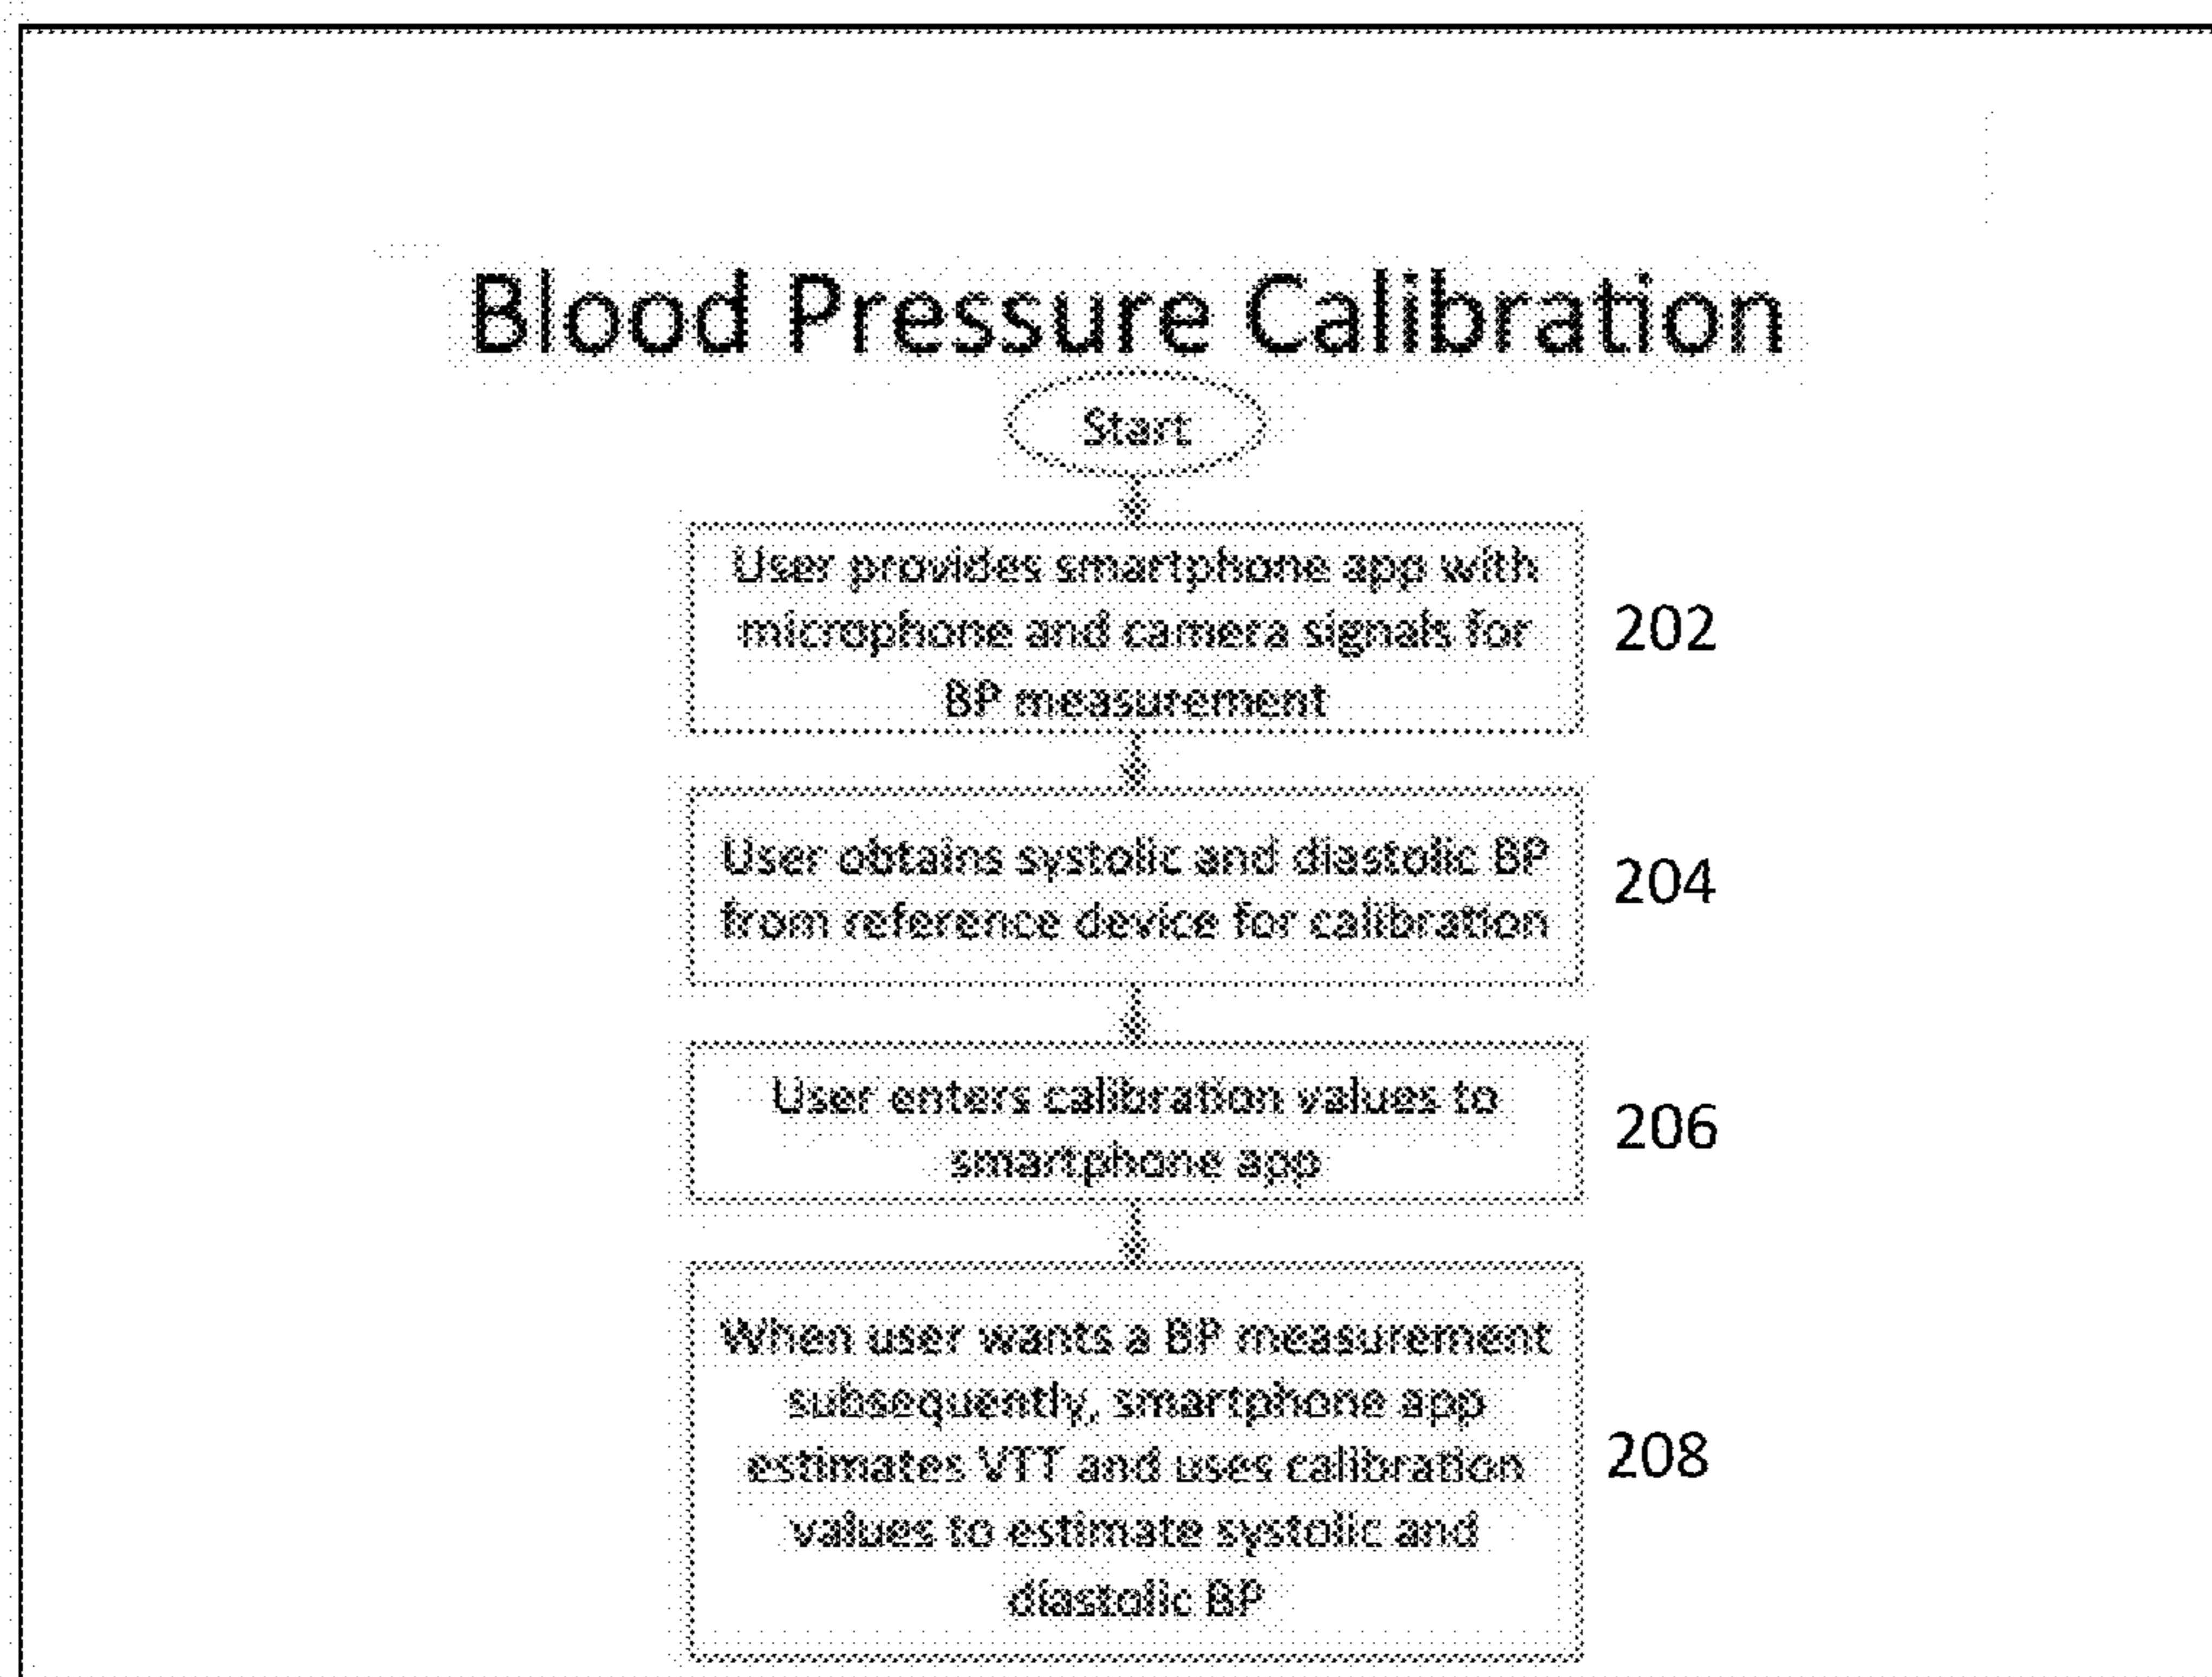 Blood Pressure Calibration
Start
User provides smartphone app with
microphone and camera signals for
BP measurement
202
User obtains systolic and diastolic BP
from reference device for calibration
204
User enters calibration values to
smartphone app
206
When user wants a BP measurement
subsequently, smartphone app
estimates VTT and uses calibration
values to estimate systolic and
diastolic BP
208